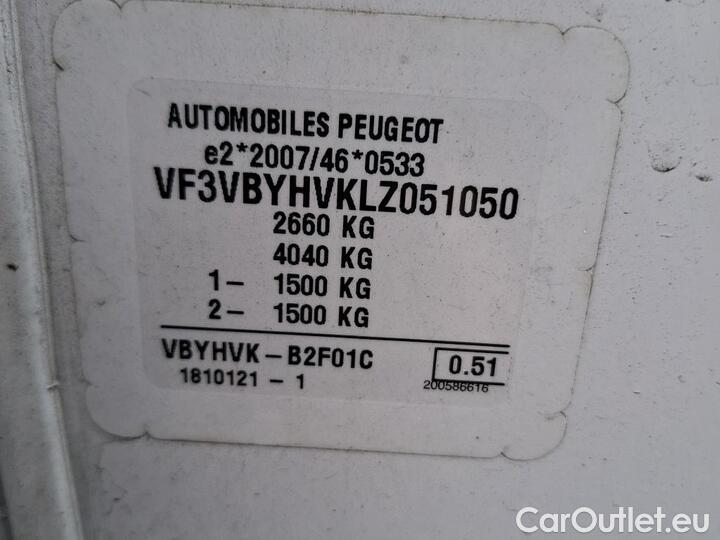 AUTOMOBILES PEUGEOT
e2*2007/46*0533
VF3VBYHVKLZ051050
2660 KG
4040 KG
1- 1500 KG
2- 1500 KG
VBYHVK-B2F01C 0.51
1810121 - 1 200586616
CarOutlet.eu